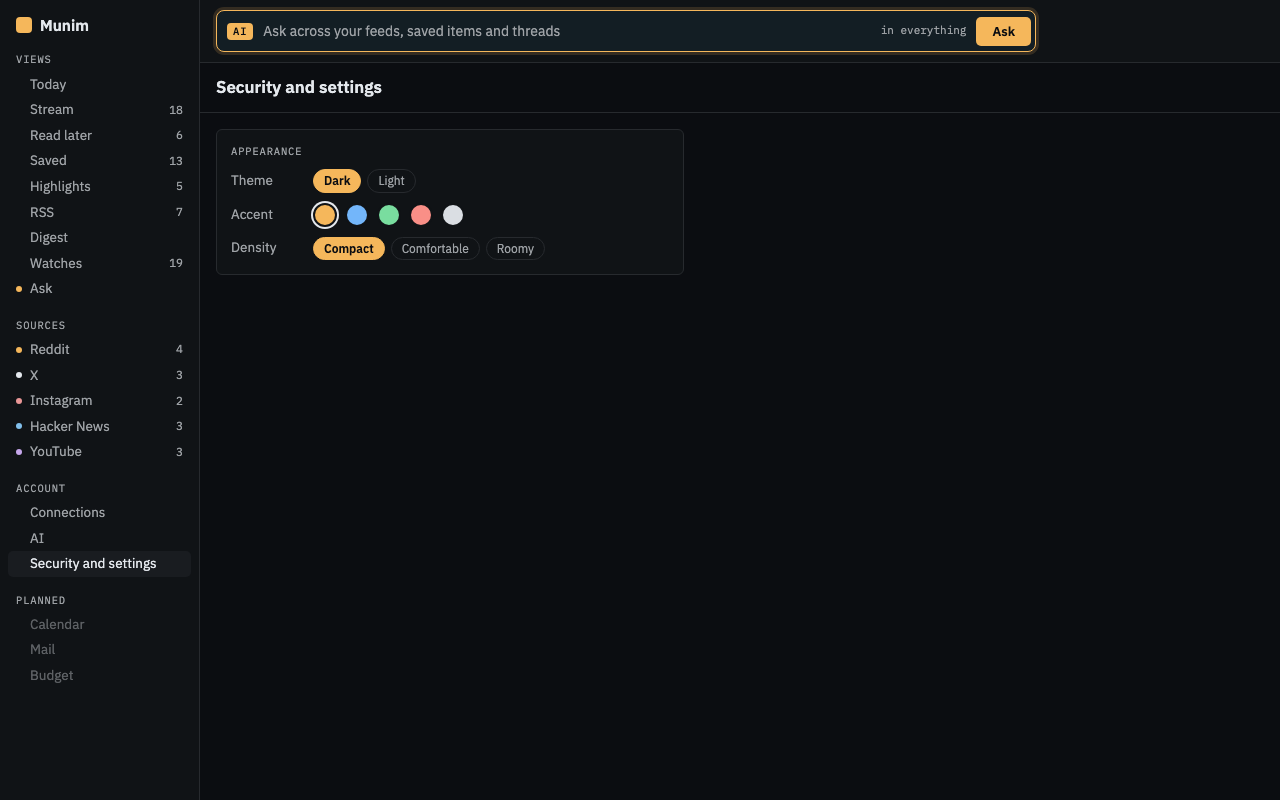 Munim
VIEWS
Today
Stream 18
Read later 6
Saved 13
Highlights 5
RSS 7
Digest
Watches 19
Ask
SOURCES
Reddit 4
X 3
Instagram 2
Hacker News 3
YouTube 3
ACCOUNT
Connections
AI
Security and settings
PLANNED
Calendar
Mail
Budget
AI Ask across your feeds, saved items and threads in everything Ask
Security and settings
APPEARANCE
Theme Dark Light
Accent
Density Compact Comfortable Roomy